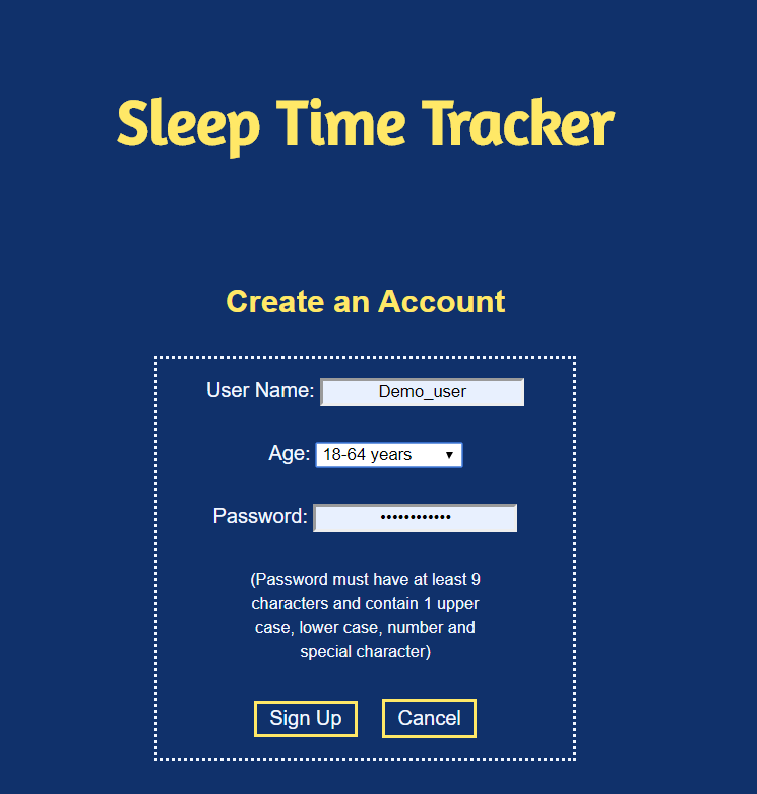 Sleep Time Tracker
Create an Account
User Name: Demo_user
Age: 18-64 years
Password: ••••••••••••
(Password must have at least 9
characters and contain 1 upper
case, lower case, number and
special character)
Sign Up Cancel